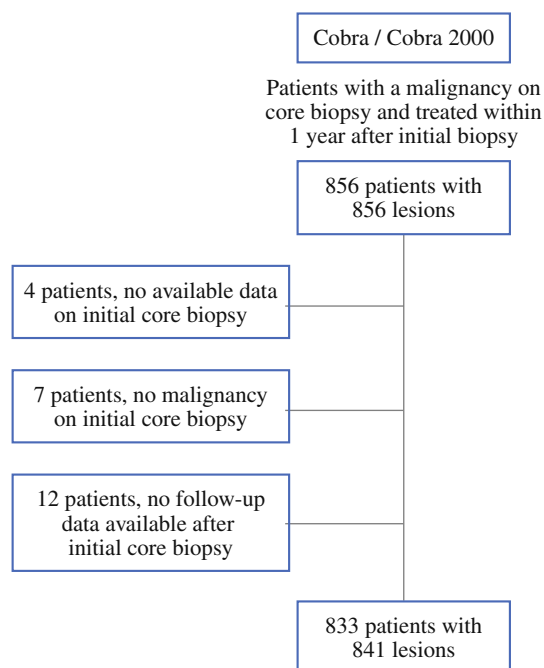 Cobra / Cobra 2000
Patients with a malignancy on
core biopsy and treated within
1 year after initial biopsy
856 patients with
856 lesions
4 patients, no available data
on initial core biopsy
7 patients, no malignancy
on initial core biopsy
12 patients, no follow-up
data available after
initial core biopsy
833 patients with
841 lesions